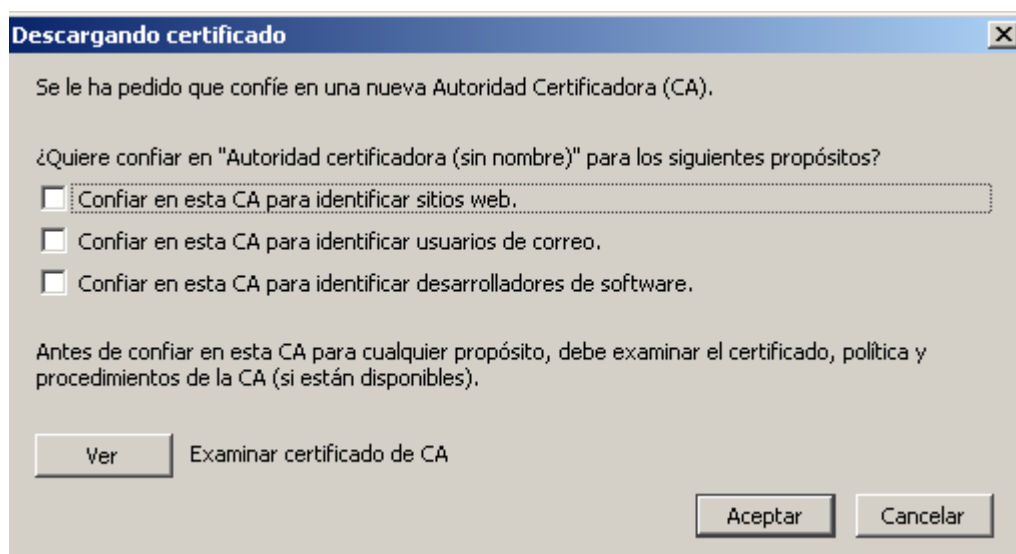 Descargando certificado
Se le ha pedido que confíe en una nueva Autoridad Certificadora (CA).
¿Quiere confiar en "Autoridad certificadora (sin nombre)" para los siguientes propósitos?
Confiar en esta CA para identificar sitios web.
Confiar en esta CA para identificar usuarios de correo.
Confiar en esta CA para identificar desarrolladores de software.
Antes de confiar en esta CA para cualquier propósito, debe examinar el certificado, política y
procedimientos de la CA (si están disponibles).
Ver Examinar certificado de CA
Aceptar Cancelar